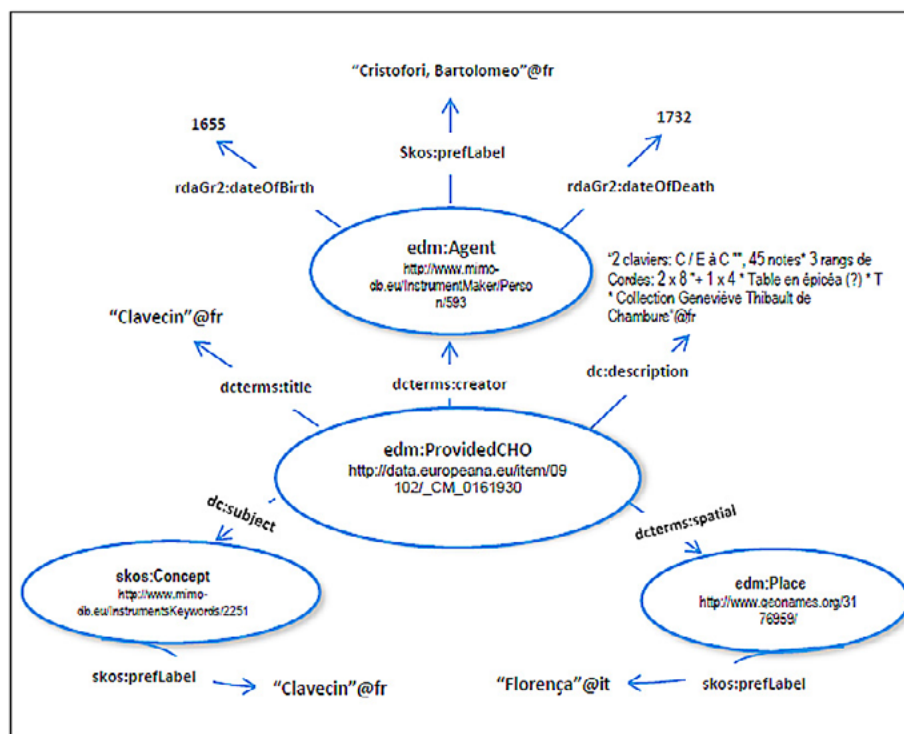 "Cristofori, Bartolomeo"@fr
1655
1732
Skos:prefLabel
rdaGr2:dateOfBirth
rdaGr2:dateOfDeath
edm:Agent
http://www.mimo-
db.eu/InstrumentMaker/Perso
n/593
"2 claviers: C / E à C "", 45 notes* 3 rangs de
Cordes: 2 x 8 "+ 1 x 4 * Table en épicéa (?) * T
* Collection Geneviève Thibault de
Chambure"@fr
"Clavecin"@fr
dcterms:title
dcterms:creator
dc:description
edm:ProvidedCHO
http://data.europeana.eu/item/09
102/_CM_0161930
dc:subject
dcterms:spatial
skos:Concept
http://www.mimo-
db.eu/InstrumentsKeywords/2251
edm:Place
http://www.geonames.org/31
76959/
skos:prefLabel
"Clavecin"@fr
"Florença"@it
skos:prefLabel